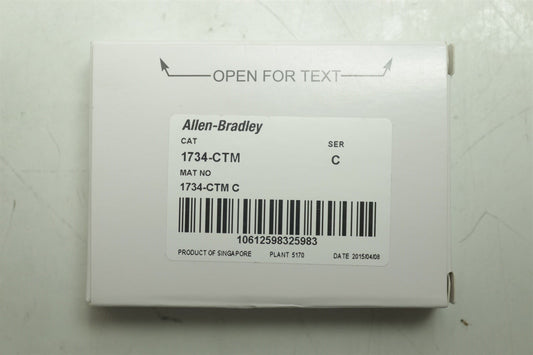 OPEN FOR TEXT
Allen-Bradley
CAT SER
1734-CTM C
MAT NO
1734-CTM C
10612598325983
PRODUCT OF SINGAPORE PLANT 5170 DATE 2015/04/08